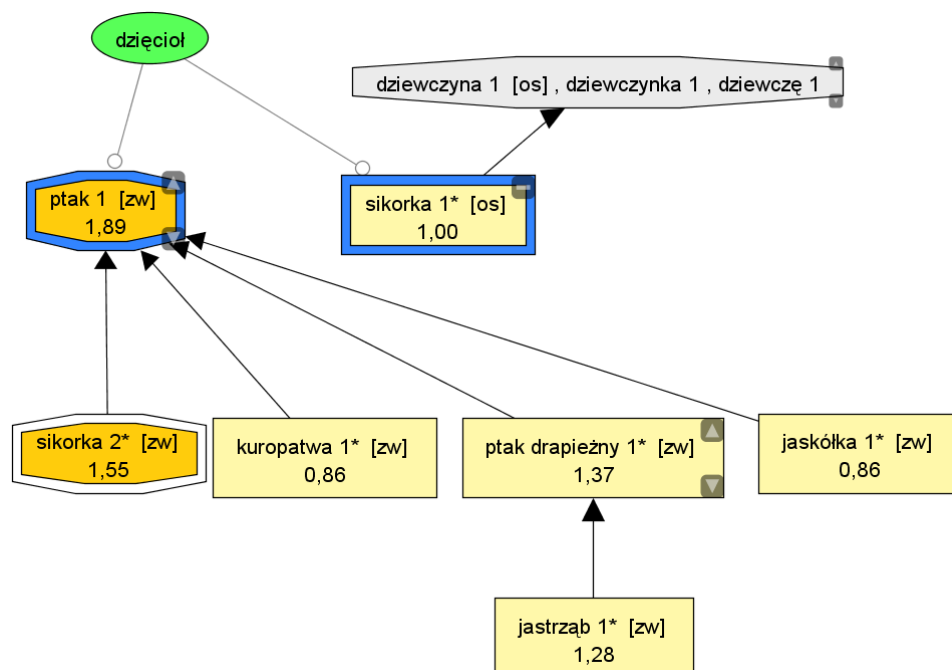 dzięcioł
dziewczyna 1 [os] , dziewczynka 1 , dziewczę 1
ptak 1 [zw]
1,89
sikorka 1* [os]
1,00
sikorka 2* [zw]
1,55
kuropatwa 1* [zw]
0,86
ptak drapieżny 1* [zw]
1,37
jaskółka 1* [zw]
0,86
jastrząb 1* [zw]
1,28